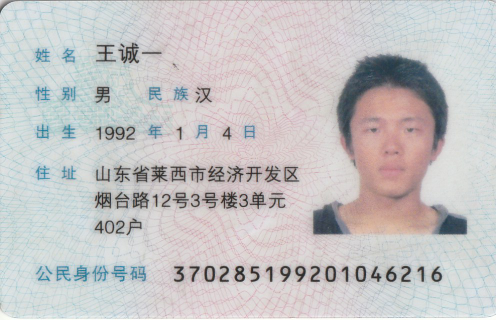 姓名 王诚一
性别 男 民族 汉
出生 1992 年 1 月 4 日
住址 山东省莱西市经济开发区
烟台路12号3号楼3单元
402户
公民身份号码 370285199201046216